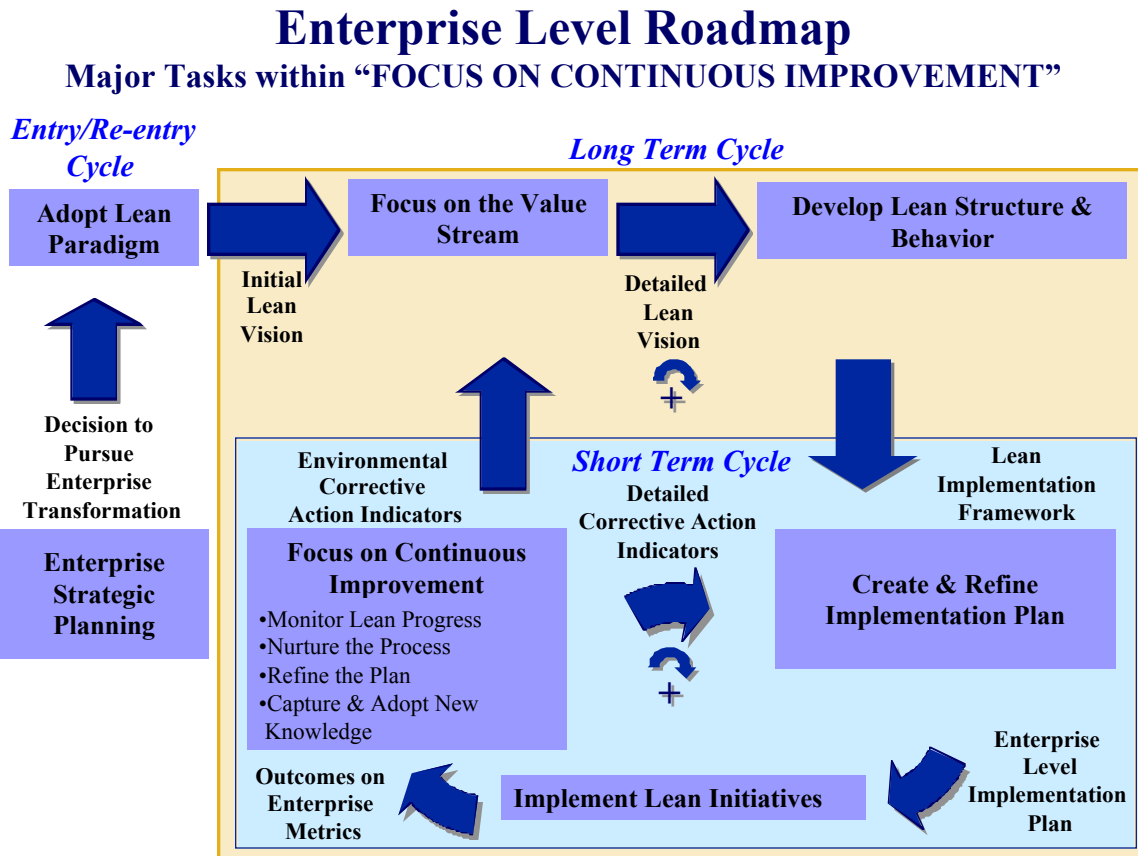 Enterprise Level Roadmap
Major Tasks within “FOCUS ON CONTINUOUS IMPROVEMENT”
Entry/Re-entry
Cycle
Long Term Cycle
Adopt Lean
Paradigm
Focus on the Value
Stream
Develop Lean Structure &
Behavior
Initial
Lean
Vision
Detailed
Lean
Vision
+
Decision to
Pursue
Enterprise
Transformation
Enterprise
Strategic
Planning
Short Term Cycle
Environmental
Corrective
Action Indicators
Detailed
Corrective Action
Indicators
Lean
Implementation
Framework
Focus on Continuous
Improvement
•Monitor Lean Progress
•Nurture the Process
•Refine the Plan
•Capture & Adopt New
Knowledge
+
Create & Refine
Implementation Plan
Outcomes on
Enterprise
Metrics
Implement Lean Initiatives
Enterprise
Level
Implementation
Plan